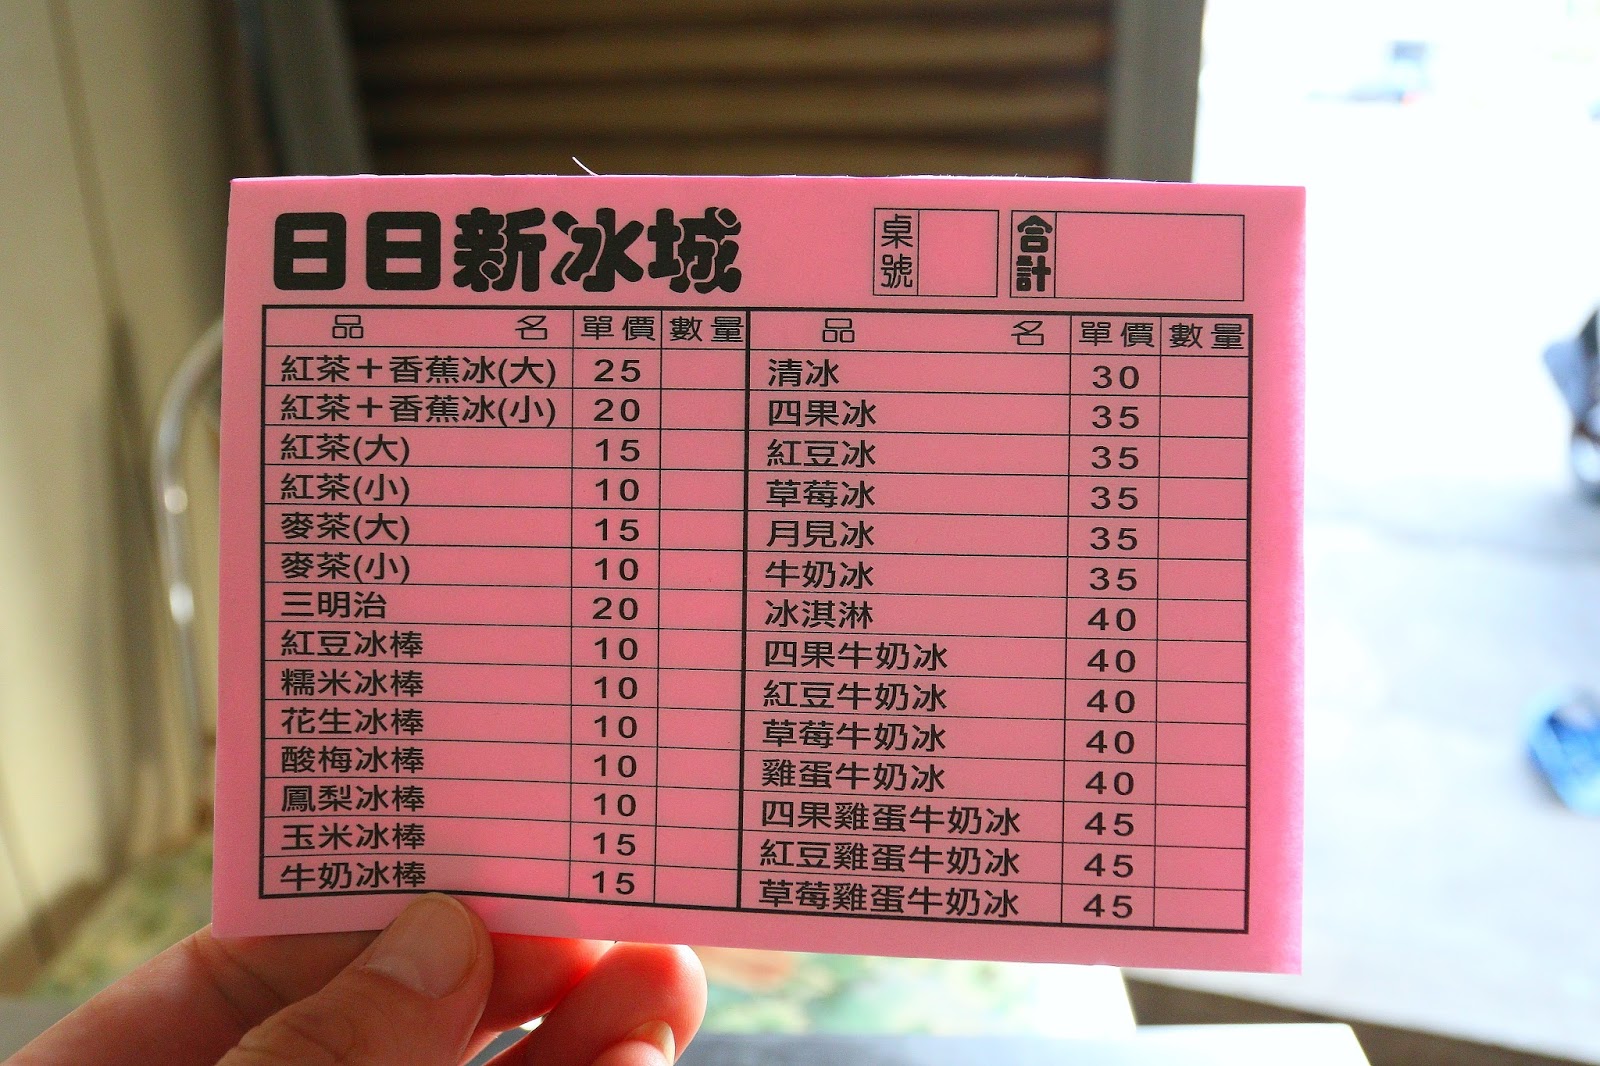 日日新冰城
桌號
合計
品名 單價 數量
紅茶＋香蕉冰(大) 25
紅茶＋香蕉冰(小) 20
紅茶(大) 15
紅茶(小) 10
麥茶(大) 15
麥茶(小) 10
三明治 20
紅豆冰棒 10
糯米冰棒 10
花生冰棒 10
酸梅冰棒 10
鳳梨冰棒 10
玉米冰棒 15
牛奶冰棒 15
品名 單價 數量
清冰 30
四果冰 35
紅豆冰 35
草莓冰 35
月見冰 35
牛奶冰 35
冰淇淋 40
四果牛奶冰 40
紅豆牛奶冰 40
草莓牛奶冰 40
雞蛋牛奶冰 40
四果雞蛋牛奶冰 45
紅豆雞蛋牛奶冰 45
草莓雞蛋牛奶冰 45